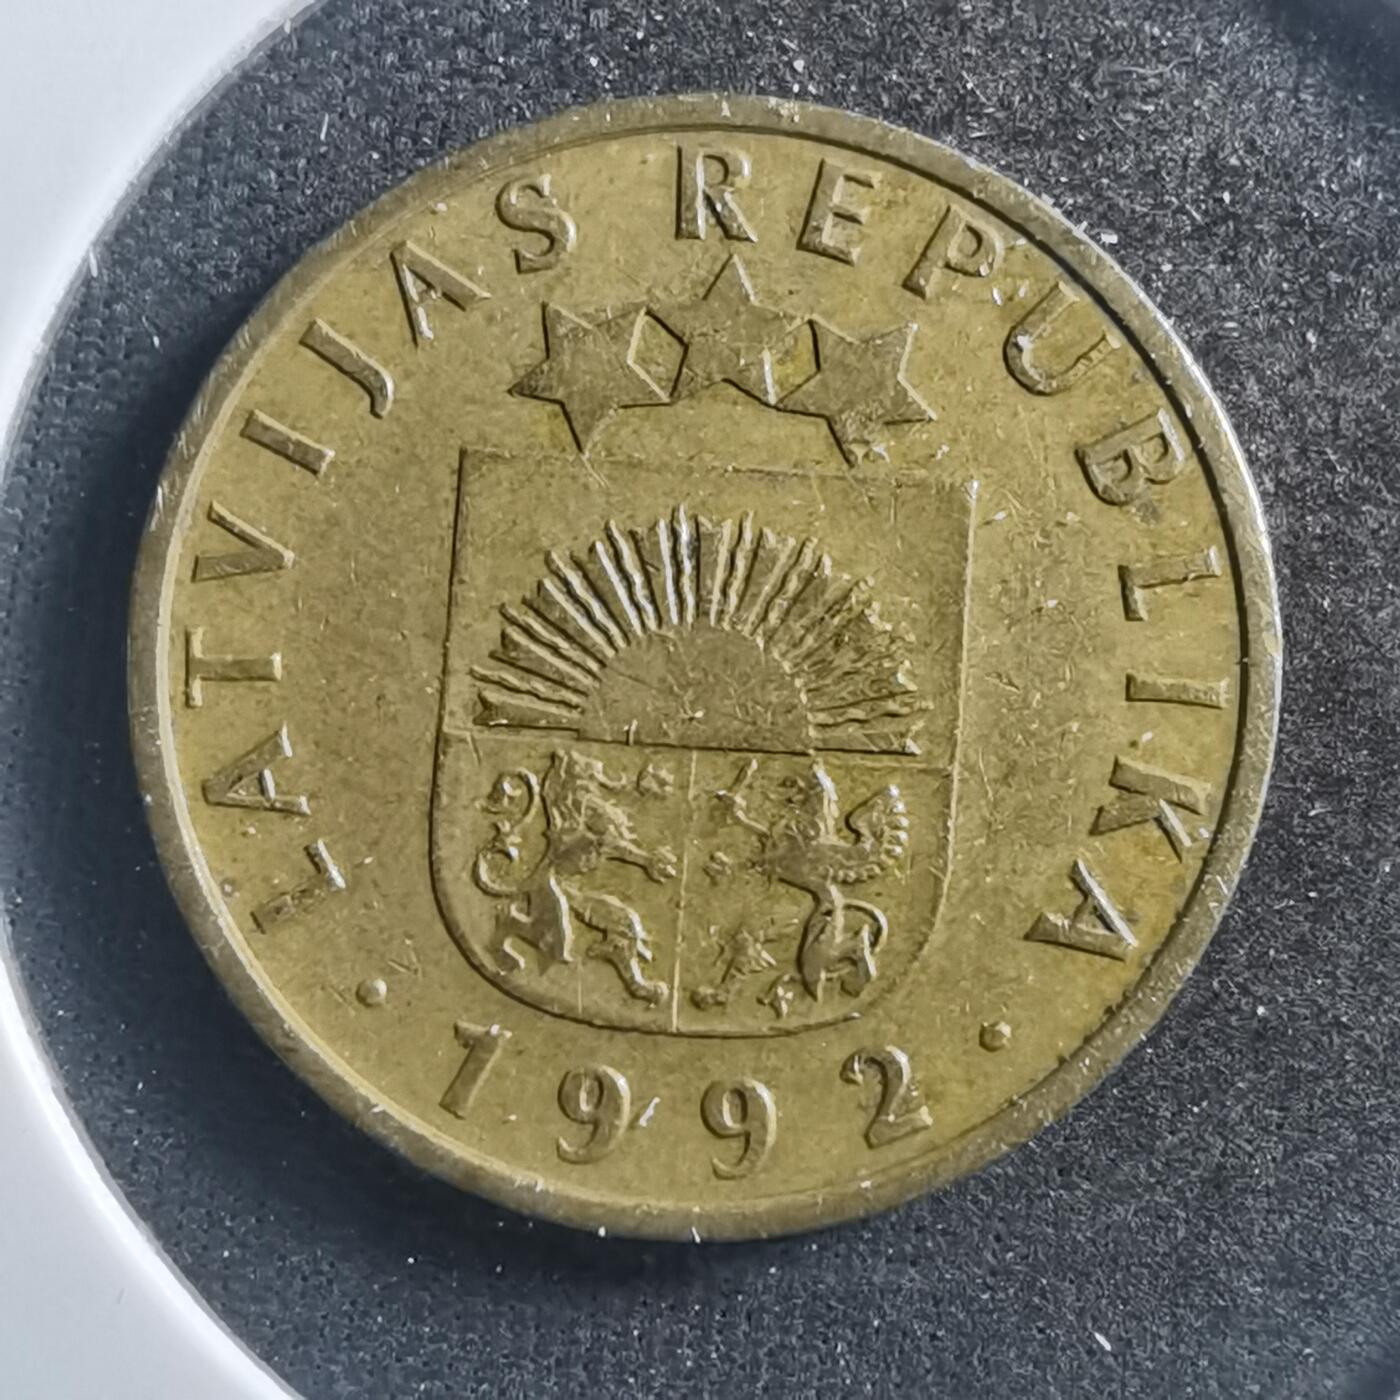 LATVIJAS REPUBLIKA
· 1992 ·